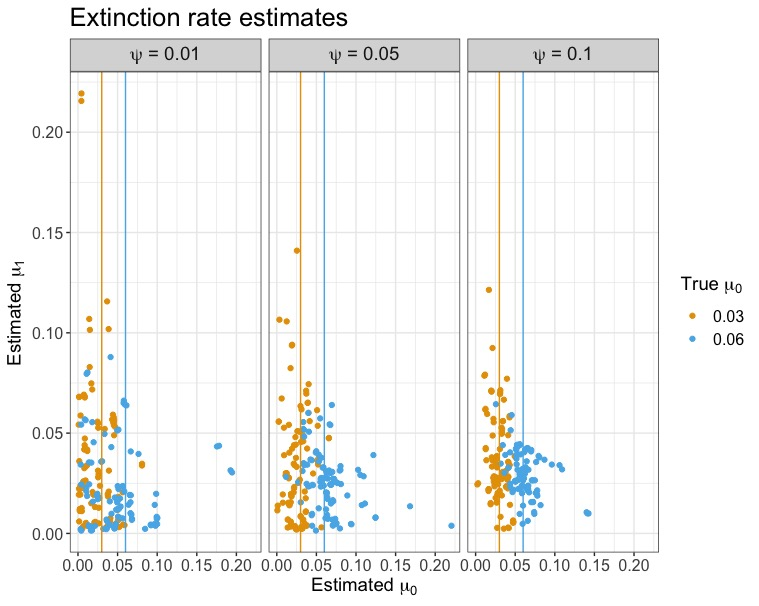 Extinction rate estimates
ψ = 0.01 ψ = 0.05 ψ = 0.1
Estimated μ₁
0.20
0.15
0.10
0.05
0.00
0.00 0.05 0.10 0.15 0.20 0.00 0.05 0.10 0.15 0.20 0.00 0.05 0.10 0.15 0.20
Estimated μ₀
True μ₀
0.03
0.06